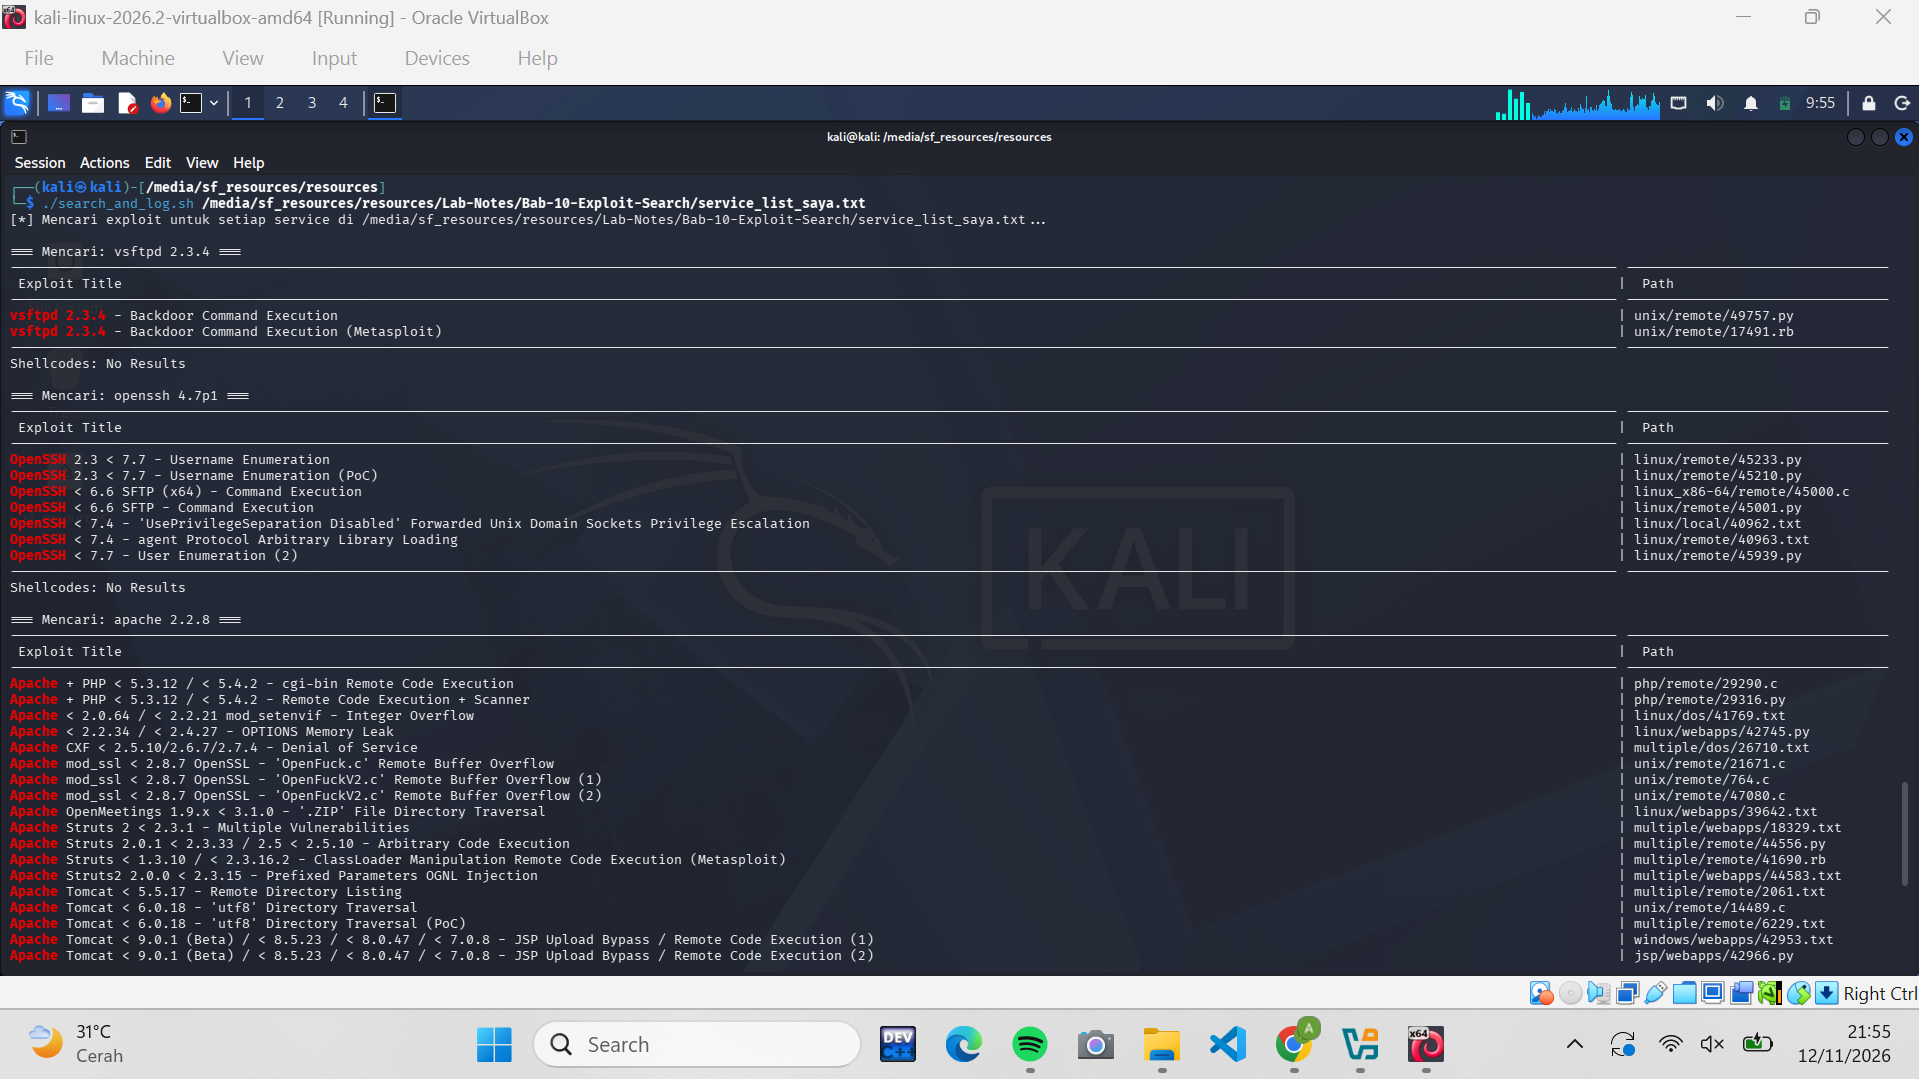 kali-linux-2026.2-virtualbox-amd64 [Running] - Oracle VirtualBox
File Machine View Input Devices Help
1 2 3 4 9:55
kali@kali: /media/sf_resources/resources
Session Actions Edit View Help
┌──(kali㉿kali)-[/media/sf_resources/resources]
└─$ ./search_and_log.sh /media/sf_resources/resources/Lab-Notes/Bab-10-Exploit-Search/service_list_saya.txt
[*] Mencari exploit untuk setiap service di /media/sf_resources/resources/Lab-Notes/Bab-10-Exploit-Search/service_list_saya.txt...
=== Mencari: vsftpd 2.3.4 ===
Exploit Title | Path
vsftpd 2.3.4 - Backdoor Command Execution | unix/remote/49757.py
vsftpd 2.3.4 - Backdoor Command Execution (Metasploit) | unix/remote/17491.rb
Shellcodes: No Results
=== Mencari: openssh 4.7p1 ===
Exploit Title | Path
OpenSSH 2.3 < 7.7 - Username Enumeration | linux/remote/45233.py
OpenSSH 2.3 < 7.7 - Username Enumeration (PoC) | linux/remote/45210.py
OpenSSH < 6.6 SFTP (x64) - Command Execution | linux_x86-64/remote/45000.c
OpenSSH < 6.6 SFTP - Command Execution | linux/remote/45001.py
OpenSSH < 7.4 - 'UsePrivilegeSeparation Disabled' Forwarded Unix Domain Sockets Privilege Escalation | linux/local/40962.txt
OpenSSH < 7.4 - agent Protocol Arbitrary Library Loading | linux/remote/40963.txt
OpenSSH < 7.7 - User Enumeration (2) | linux/remote/45939.py
Shellcodes: No Results
=== Mencari: apache 2.2.8 ===
Exploit Title | Path
Apache + PHP < 5.3.12 / < 5.4.2 - cgi-bin Remote Code Execution | php/remote/29290.c
Apache + PHP < 5.3.12 / < 5.4.2 - Remote Code Execution + Scanner | php/remote/29316.py
Apache < 2.0.64 / < 2.2.21 mod_setenvif - Integer Overflow | linux/dos/41769.txt
Apache < 2.2.34 / < 2.4.27 - OPTIONS Memory Leak | linux/webapps/42745.py
Apache CXF < 2.5.10/2.6.7/2.7.4 - Denial of Service | multiple/dos/26710.txt
Apache mod_ssl < 2.8.7 OpenSSL - 'OpenFuck.c' Remote Buffer Overflow | unix/remote/21671.c
Apache mod_ssl < 2.8.7 OpenSSL - 'OpenFuckV2.c' Remote Buffer Overflow (1) | unix/remote/764.c
Apache mod_ssl < 2.8.7 OpenSSL - 'OpenFuckV2.c' Remote Buffer Overflow (2) | unix/remote/47080.c
Apache OpenMeetings 1.9.x < 3.1.0 - '.ZIP' File Directory Traversal | linux/webapps/39642.txt
Apache Struts 2 < 2.3.1 - Multiple Vulnerabilities | multiple/webapps/18329.txt
Apache Struts 2.0.1 < 2.3.33 / 2.5 < 2.5.10 - Arbitrary Code Execution | multiple/remote/44556.py
Apache Struts < 1.3.10 / < 2.3.16.2 - ClassLoader Manipulation Remote Code Execution (Metasploit) | multiple/remote/41690.rb
Apache Struts2 2.0.0 < 2.3.15 - Prefixed Parameters OGNL Injection | multiple/webapps/44583.txt
Apache Tomcat < 5.5.17 - Remote Directory Listing | multiple/remote/2061.txt
Apache Tomcat < 6.0.18 - 'utf8' Directory Traversal | unix/remote/14489.c
Apache Tomcat < 6.0.18 - 'utf8' Directory Traversal (PoC) | multiple/remote/6229.txt
Apache Tomcat < 9.0.1 (Beta) / < 8.5.23 / < 8.0.47 / < 7.0.8 - JSP Upload Bypass / Remote Code Execution (1) | windows/webapps/42953.txt
Apache Tomcat < 9.0.1 (Beta) / < 8.5.23 / < 8.0.47 / < 7.0.8 - JSP Upload Bypass / Remote Code Execution (2) | jsp/webapps/42966.py
KALI
Right Ctrl
31°C
Cerah
Search
DEV C++
A
x64
21:55
12/11/2026